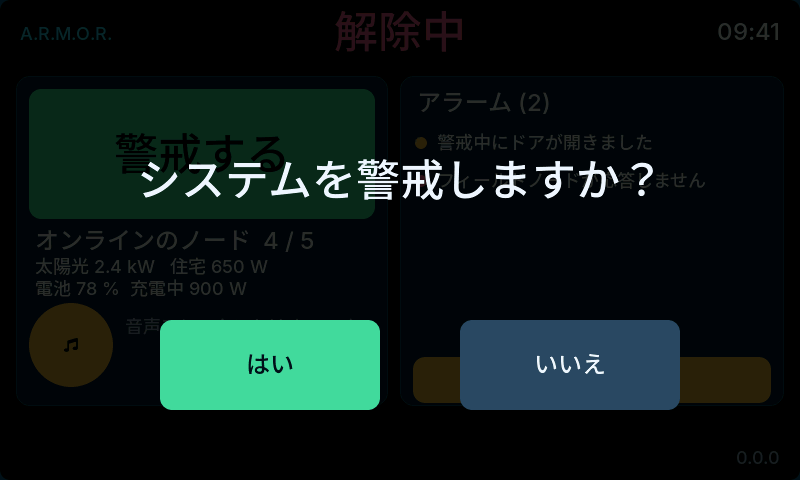 A.R.M.O.R.
解除中
09:41
警戒する
アラーム (2)
警戒中にドアが開きました
システムを警戒しますか？
オンラインのノード 4 / 5
太陽光 2.4 kW 住宅 650 W
電池 78 % 充電中 900 W
音声
はい
いいえ
0.0.0